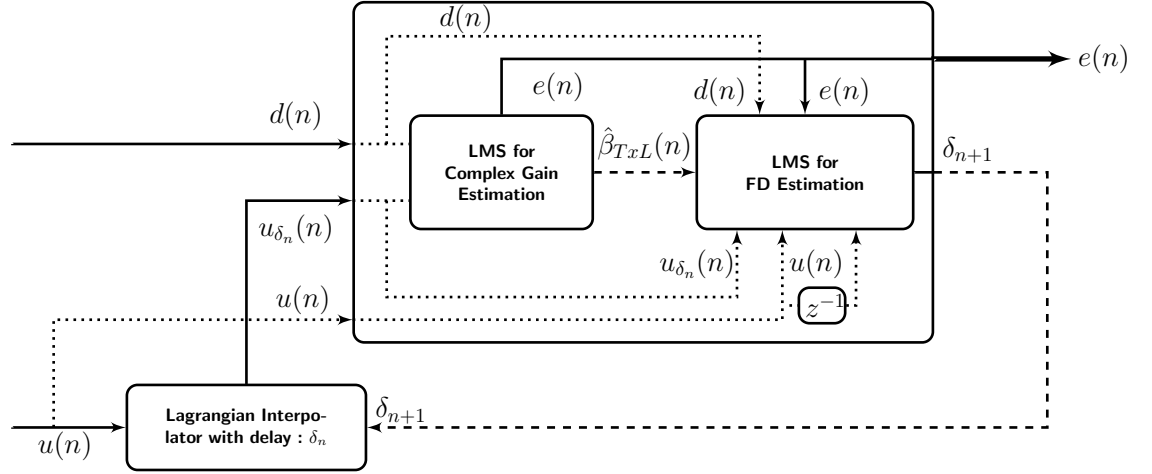 d(n)
e(n)
e(n)
d(n)
e(n)
d(n)
LMS for
Complex Gain
Estimation
β̂_{TxL}(n)
LMS for
FD Estimation
δ_{n+1}
u_{δ_n}(n)
u_{δ_n}(n)
u(n)
u(n)
z^{-1}
Lagrangian Interpo-
lator with delay : δ_n
δ_{n+1}
u(n)